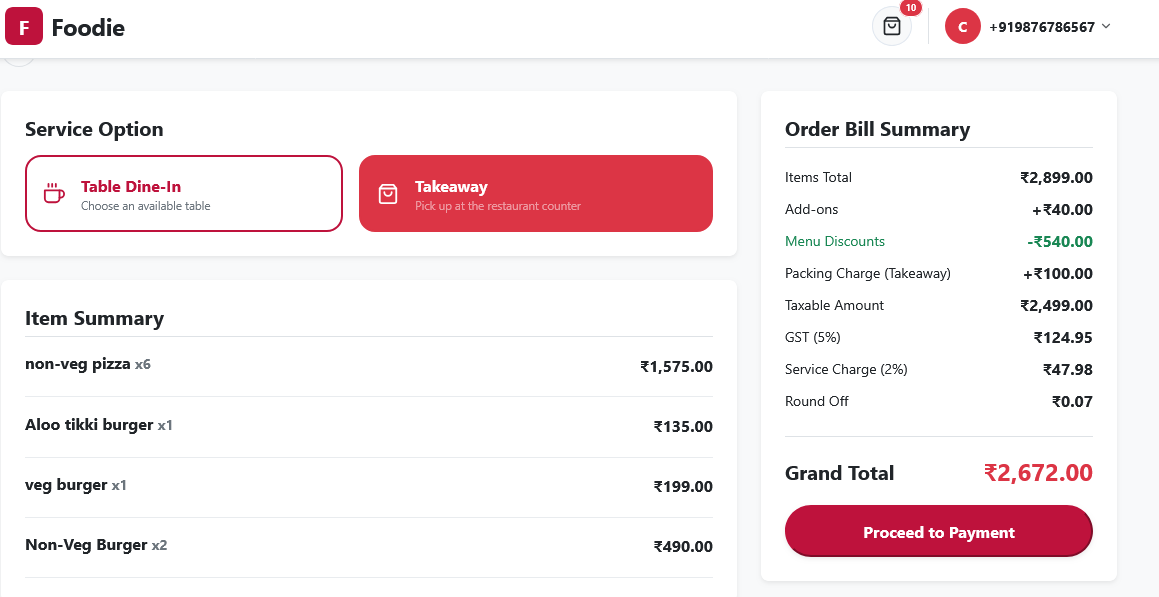 F Foodie
10
C +919876786567
Service Option
Table Dine-In
Choose an available table
Takeaway
Pick up at the restaurant counter
Item Summary
non-veg pizza x6 ₹1,575.00
Aloo tikki burger x1 ₹135.00
veg burger x1 ₹199.00
Non-Veg Burger x2 ₹490.00
Order Bill Summary
Items Total ₹2,899.00
Add-ons +₹40.00
Menu Discounts -₹540.00
Packing Charge (Takeaway) +₹100.00
Taxable Amount ₹2,499.00
GST (5%) ₹124.95
Service Charge (2%) ₹47.98
Round Off ₹0.07
Grand Total ₹2,672.00
Proceed to Payment